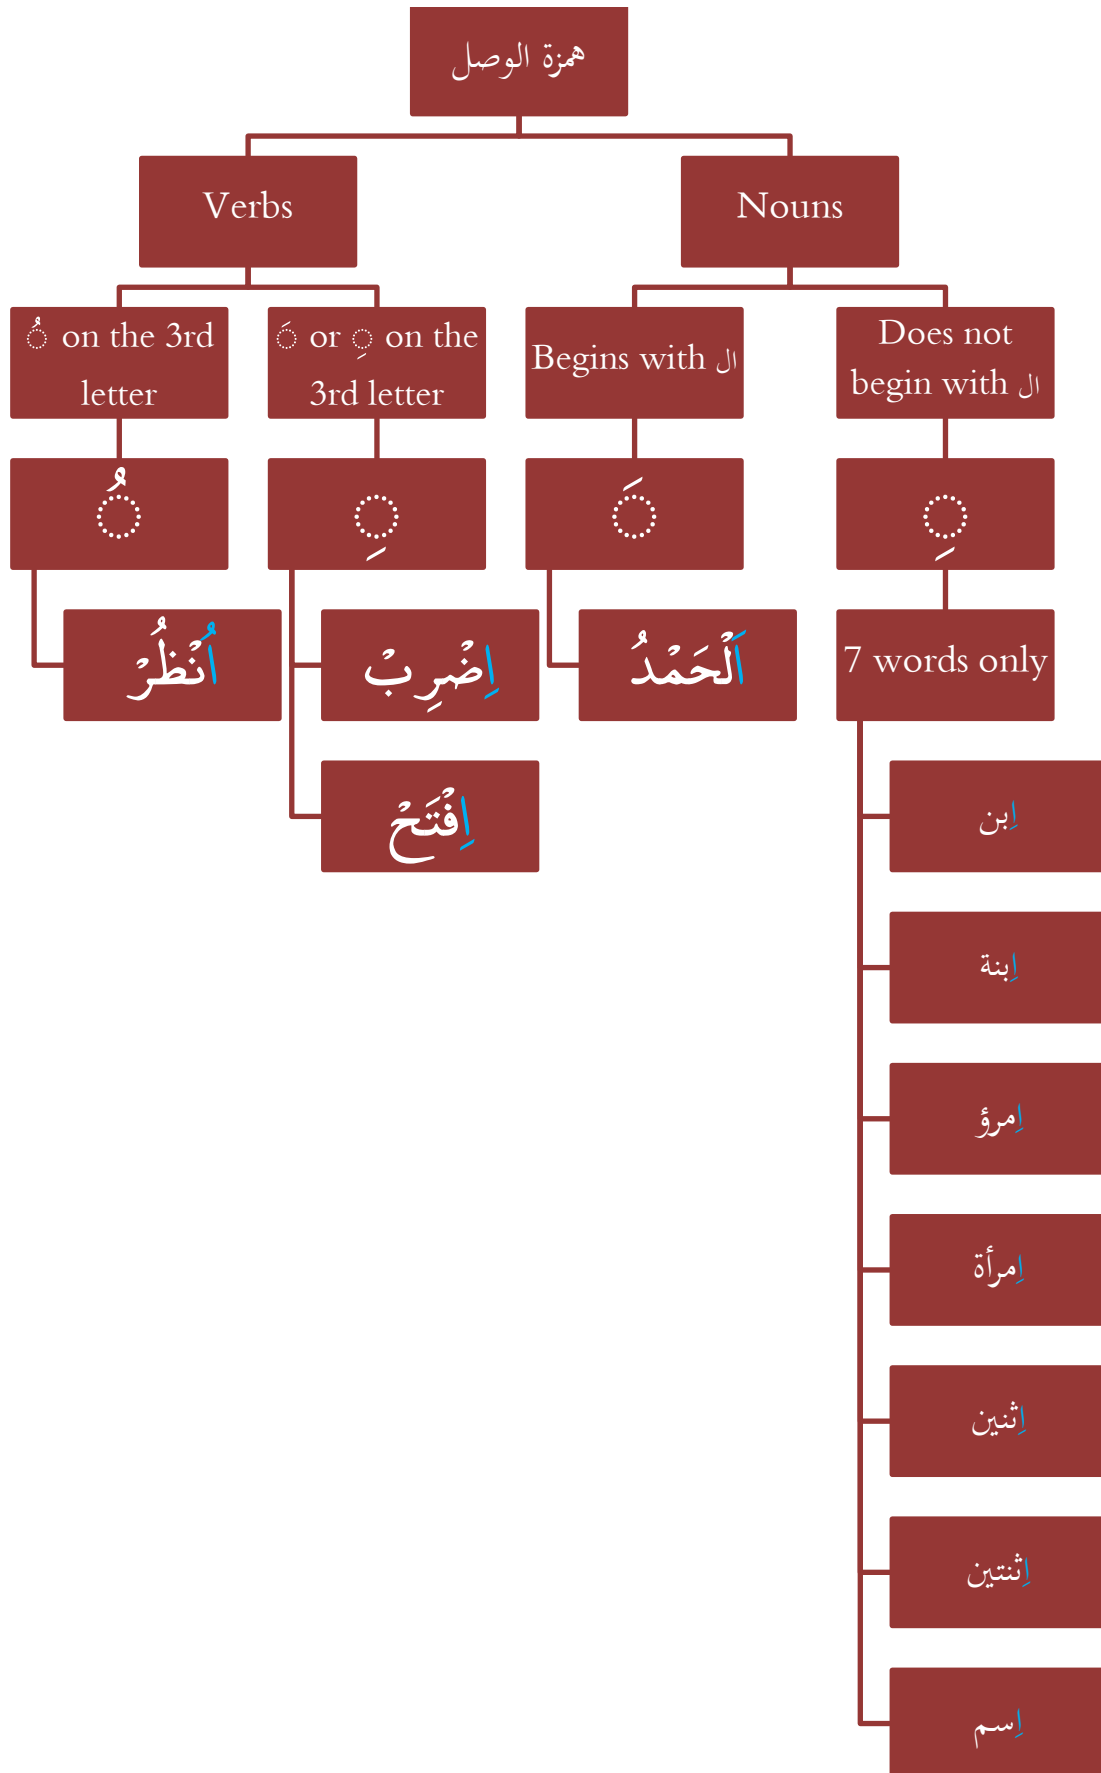 همزة الوصل
Verbs
Nouns
◌ُ on the 3rd
letter
◌َ or ◌ِ on the
3rd letter
Begins with ال
Does not
begin with ال
◌ُ
◌ِ
◌َ
◌ِ
اُنْظُرْ
اِضْرِبْ
اَلْحَمْدُ
7 words only
اِفْتَحْ
اِبن
اِبنة
اِمرؤ
اِمرأة
اِثنين
اِثنتين
اِسم